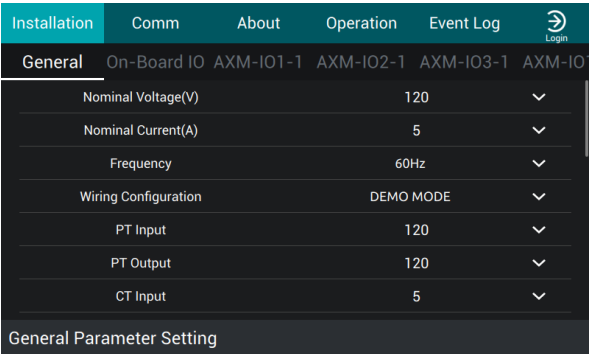 Installation Comm About Operation Event Log Login
General On-Board IO AXM-IO1-1 AXM-IO2-1 AXM-IO3-1 AXM-IO1
Nominal Voltage(V) 120
Nominal Current(A) 5
Frequency 60Hz
Wiring Configuration DEMO MODE
PT Input 120
PT Output 120
CT Input 5
General Parameter Setting